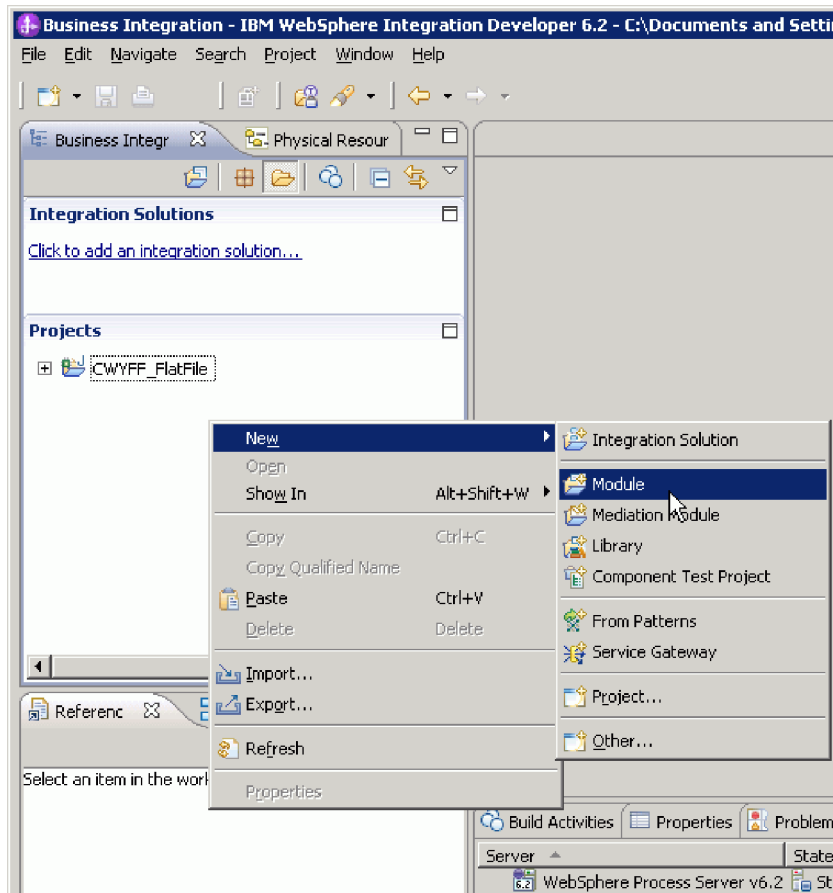 Business Integration - IBM WebSphere Integration Developer 6.2 - C:\Documents and Setti
File Edit Navigate Search Project Window Help
Business Integr Physical Resour
Integration Solutions
Click to add an integration solution...
Projects
CWYFF_FlatFile
New
Open
Show In Alt+Shift+W
Copy Ctrl+C
Copy Qualified Name
Paste Ctrl+V
Delete Delete
Import...
Export...
Refresh
Properties
Integration Solution
Module
Mediation Module
Library
Component Test Project
From Patterns
Service Gateway
Project...
Other...
Referenc
Select an item in the work
Build Activities Properties Problem
Server State
6.2 WebSphere Process Server v6.2 St